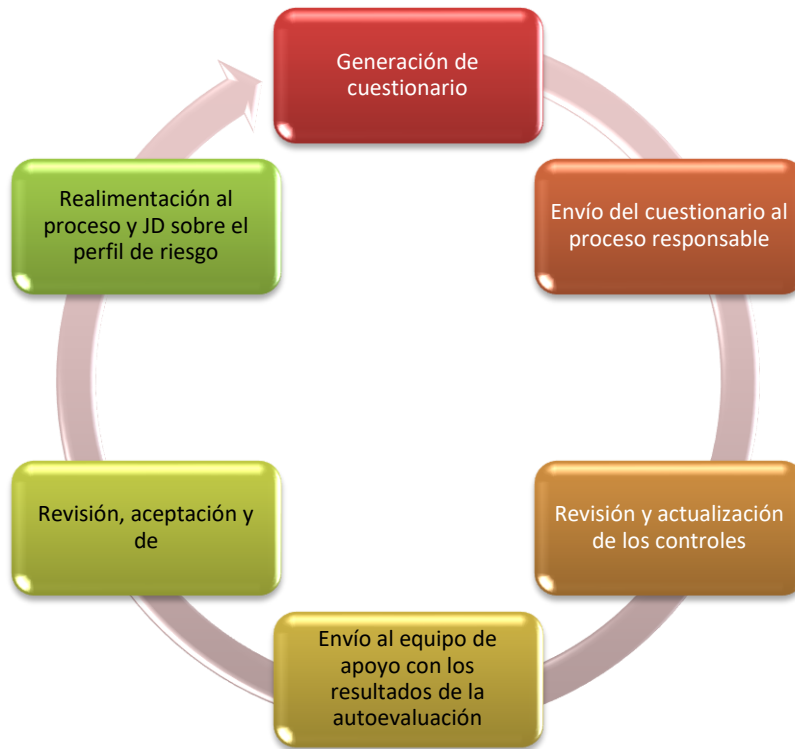 Generación de
cuestionario
Envío del cuestionario al
proceso responsable
Revisión y actualización
de los controles
Envío al equipo de
apoyo con los
resultados de la
autoevaluación
Revisión, aceptación y
de
Realimentación al
proceso y JD sobre el
perfil de riesgo